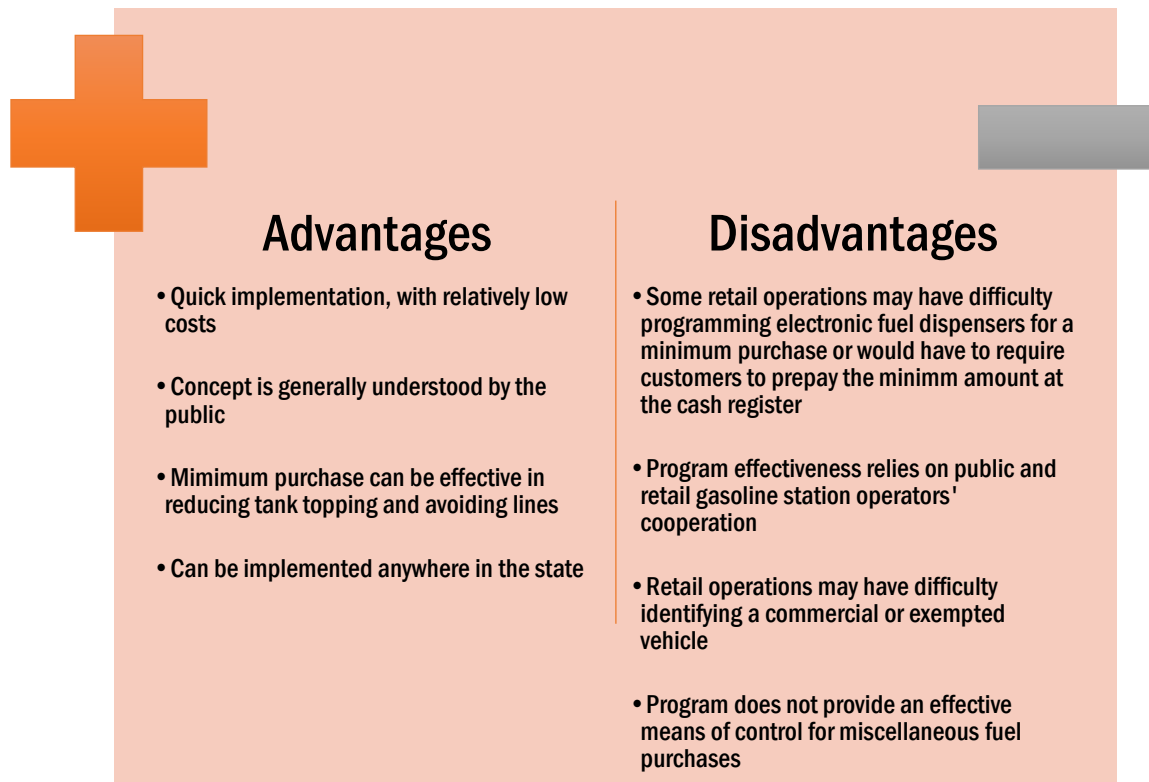 Advantages
• Quick implementation, with relatively low
costs
• Concept is generally understood by the
public
• Mimimum purchase can be effective in
reducing tank topping and avoiding lines
• Can be implemented anywhere in the state
Disadvantages
• Some retail operations may have difficulty
programming electronic fuel dispensers for a
minimum purchase or would have to require
customers to prepay the minimm amount at
the cash register
• Program effectiveness relies on public and
retail gasoline station operators'
cooperation
• Retail operations may have difficulty
identifying a commercial or exempted
vehicle
• Program does not provide an effective
means of control for miscellaneous fuel
purchases